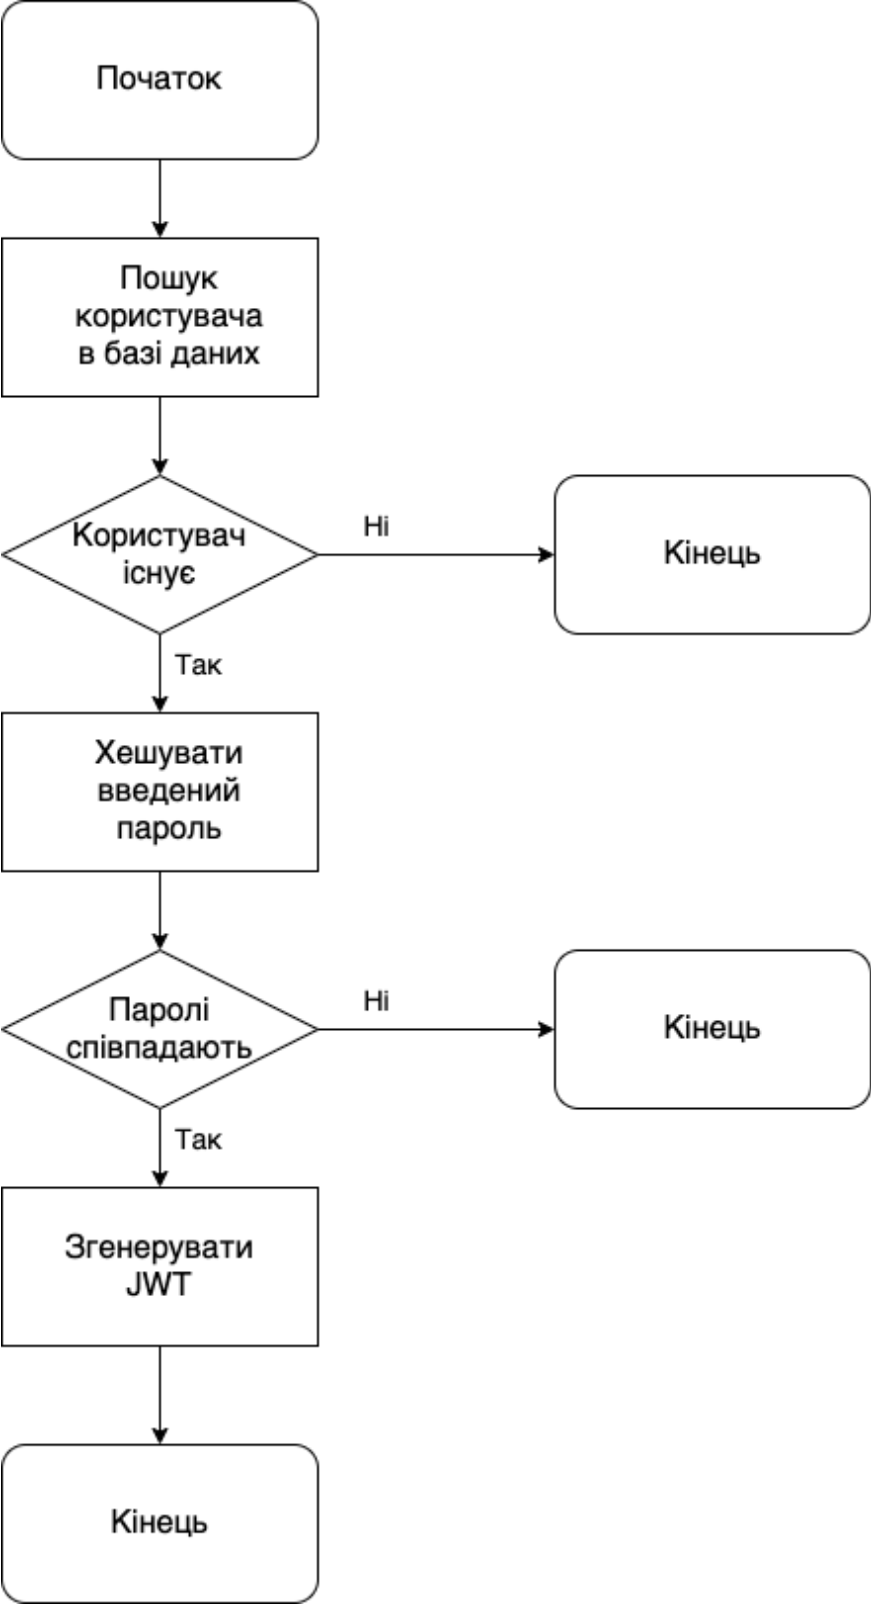 Початок
Пошук
користувача
в базі даних
Користувач
існує
Ні
Кінець
Так
Хешувати
введений
пароль
Паролі
співпадають
Ні
Кінець
Так
Згенерувати
JWT
Кінець